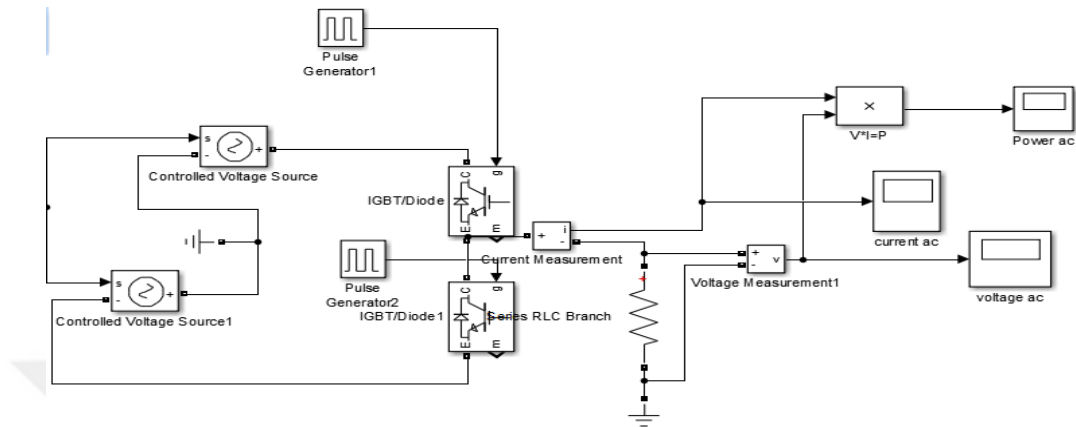 Pulse
Generator1
s
-
+
Controlled Voltage Source
C
g
IGBT/Diode
E
m
+
i
-
Current Measurement
×
V*I=P
Power ac
current ac
+
-
v
Voltage Measurement1
voltage ac
Pulse
Generator2
s
-
+
Controlled Voltage Source1
C
g
IGBT/Diode1
E
m
Series RLC Branch
+